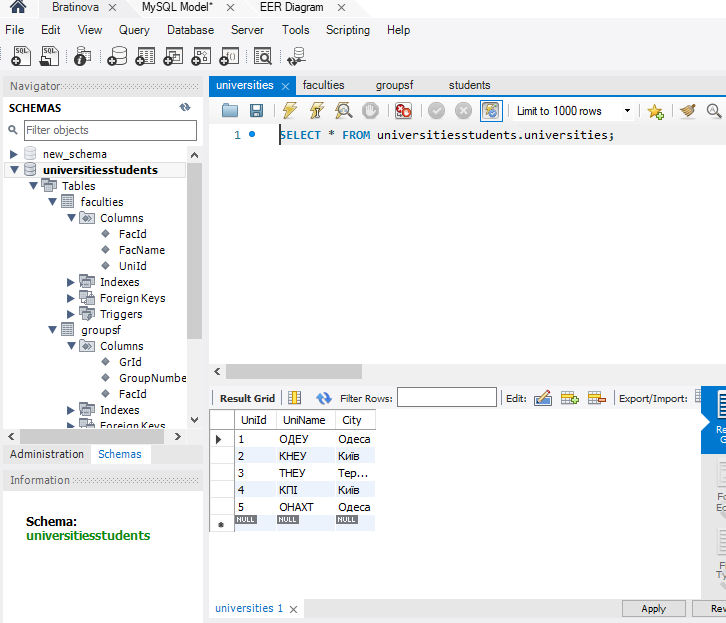 Bratinova MySQL Model* EER Diagram
File Edit View Query Database Server Tools Scripting Help
Navigator
SCHEMAS
Filter objects
new_schema
universitiesstudents
Tables
faculties
Columns
FacId
FacName
UniId
Indexes
Foreign Keys
Triggers
groupsf
Columns
GrId
GroupNumbe
FacId
Indexes
Foreign Keys
Administration Schemas
Information
Schema:
universitiesstudents
universities faculties groupsf students
Limit to 1000 rows
1 SELECT * FROM universitiesstudents.universities;
Result Grid Filter Rows: Edit: Export/Import:
UniId UniName City
1 ОДЕУ Одеса
2 КНЕУ Київ
3 ТНЕУ Тер...
4 КПІ Київ
5 ОНАХТ Одеса
NULL NULL NULL
universities 1
Apply Rev